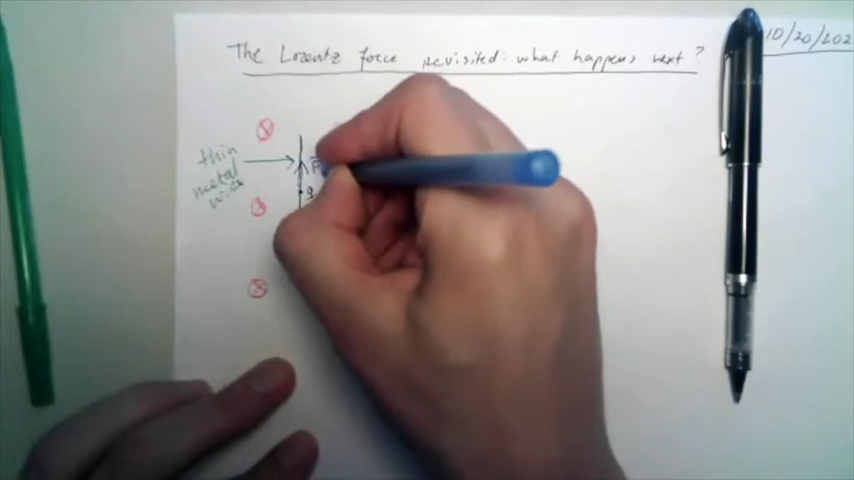 The Lorentz force revisited: what happens next?
10/20/202
thin
metal
wire
F
q